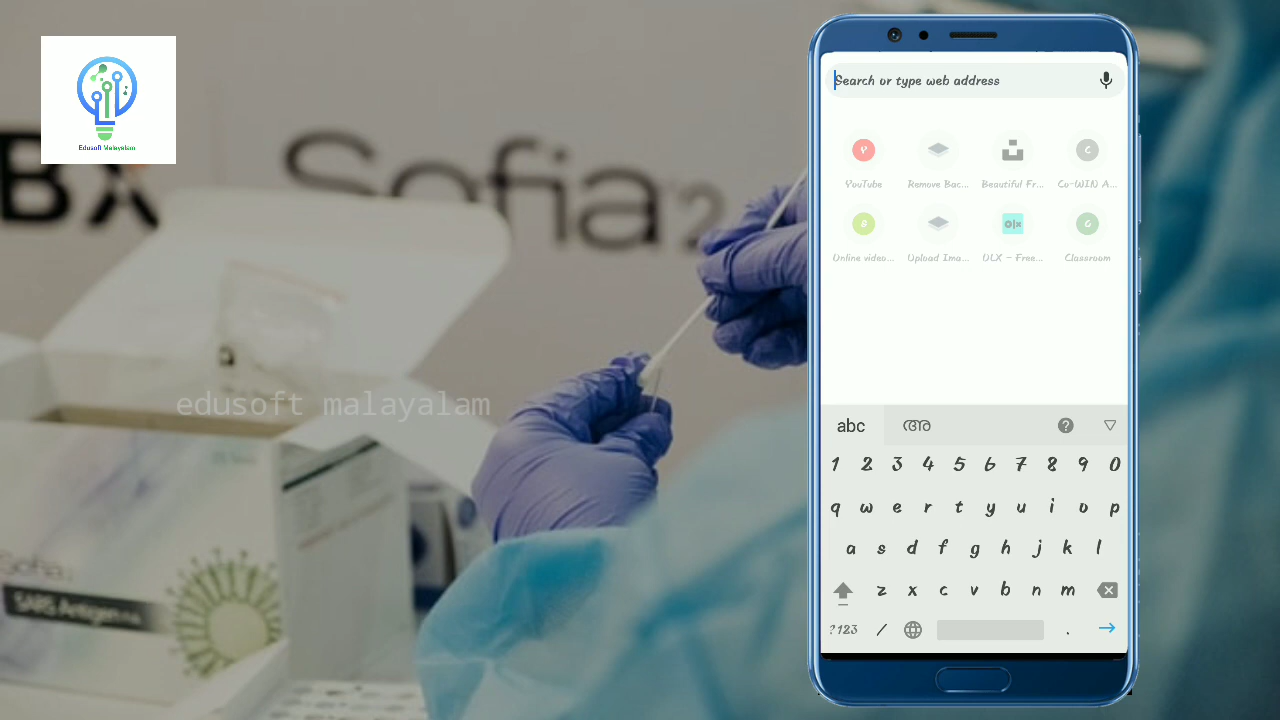 Edusoft Malayalam
BX
Sofia 2
edusoft malayalam
Sofia 2
SARS Antigen
Search or type web address
YouTube
Remove Bac...
Beautiful Fr...
Co-WIN A...
Online video...
Upload Ima...
OLX - Free...
Classroom
abc
അ
?
1 2 3 4 5 6 7 8 9 0
q w e r t y u i o p
a s d f g h j k l
z x c v b n m
?123 / .